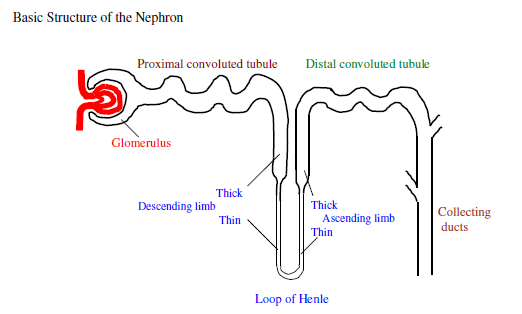 Basic Structure of the Nephron
Proximal convoluted tubule
Distal convoluted tubule
Glomerulus
Thick
Descending limb
Thin
Thick
Ascending limb
Thin
Collecting
ducts
Loop of Henle